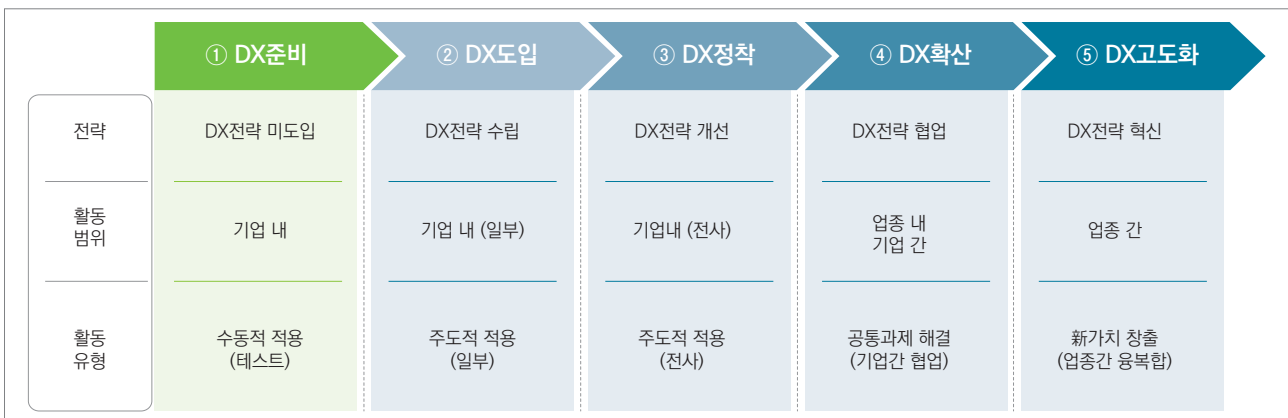 ① DX준비
② DX도입
③ DX정착
④ DX확산
⑤ DX고도화
전략
DX전략 미도입
DX전략 수립
DX전략 개선
DX전략 협업
DX전략 혁신
활동
범위
기업 내
기업 내 (일부)
기업내 (전사)
업종 내
기업 간
업종 간
활동
유형
수동적 적용
(테스트)
주도적 적용
(일부)
주도적 적용
(전사)
공통과제 해결
(기업간 협업)
新가치 창출
(업종간 융복합)